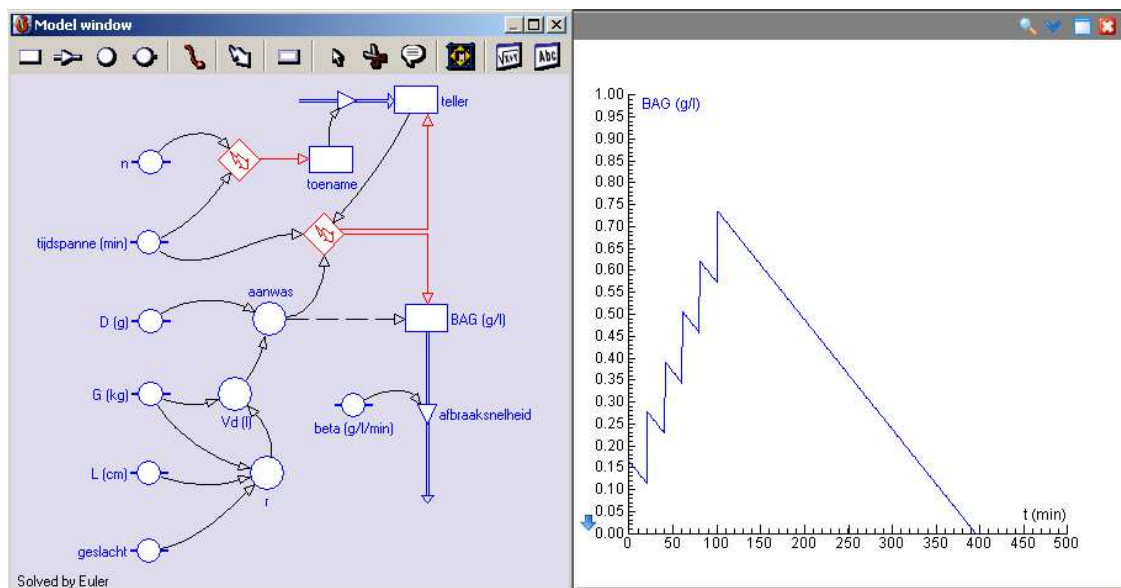 Model window
teller
n
toename
tijdspanne (min)
aanwas
D (g)
BAG (g/l)
G (kg)
Vd (l)
beta (g/l/min)
afbraaksnelheid
L (cm)
r
geslacht
Solved by Euler
√x+y
Abc
M
BAG (g/l)
1.00
0.95
0.90
0.85
0.80
0.75
0.70
0.65
0.60
0.55
0.50
0.45
0.40
0.35
0.30
0.25
0.20
0.15
0.10
0.05
0.00
t (min)
0 50 100 150 200 250 300 350 400 450 500